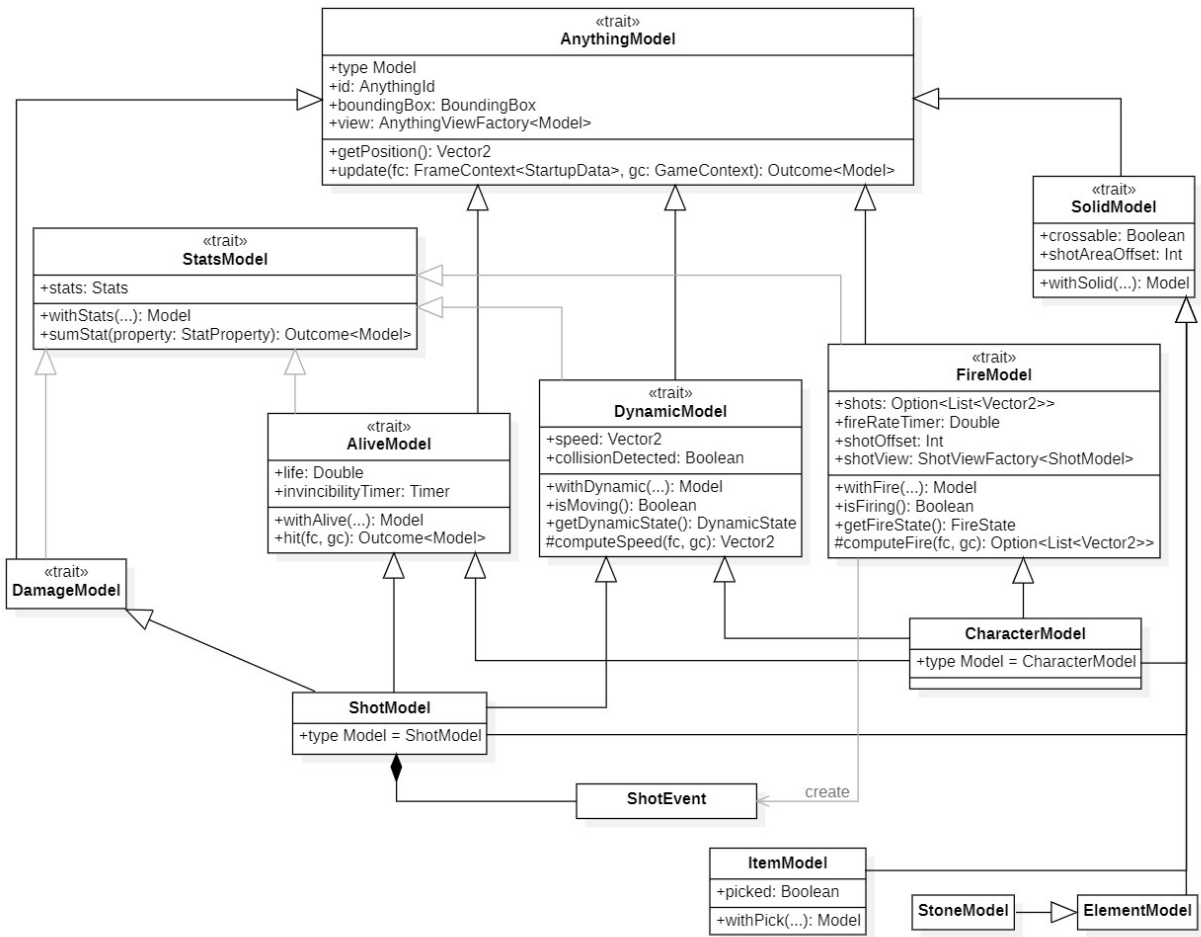 «trait»
AnythingModel
+type Model
+id: AnythingId
+boundingBox: BoundingBox
+view: AnythingViewFactory<Model>
+getPosition(): Vector2
+update(fc: FrameContext<StartupData>, gc: GameContext): Outcome<Model>
«trait»
SolidModel
+crossable: Boolean
+shotAreaOffset: Int
+withSolid(...): Model
«trait»
StatsModel
+stats: Stats
+withStats(...): Model
+sumStat(property: StatProperty): Outcome<Model>
«trait»
FireModel
+shots: Option<List<Vector2>>
+fireRateTimer: Double
+shotOffset: Int
+shotView: ShotViewFactory<ShotModel>
+withFire(...): Model
+isFiring(): Boolean
+getFireState(): FireState
#computeFire(fc, gc): Option<List<Vector2>>
«trait»
DynamicModel
+speed: Vector2
+collisionDetected: Boolean
+withDynamic(...): Model
+isMoving(): Boolean
+getDynamicState(): DynamicState
#computeSpeed(fc, gc): Vector2
«trait»
AliveModel
+life: Double
+invincibilityTimer: Timer
+withAlive(...): Model
+hit(fc, gc): Outcome<Model>
«trait»
DamageModel
CharacterModel
+type Model = CharacterModel
ShotModel
+type Model = ShotModel
ShotEvent
create
ItemModel
+picked: Boolean
+withPick(...): Model
StoneModel
ElementModel